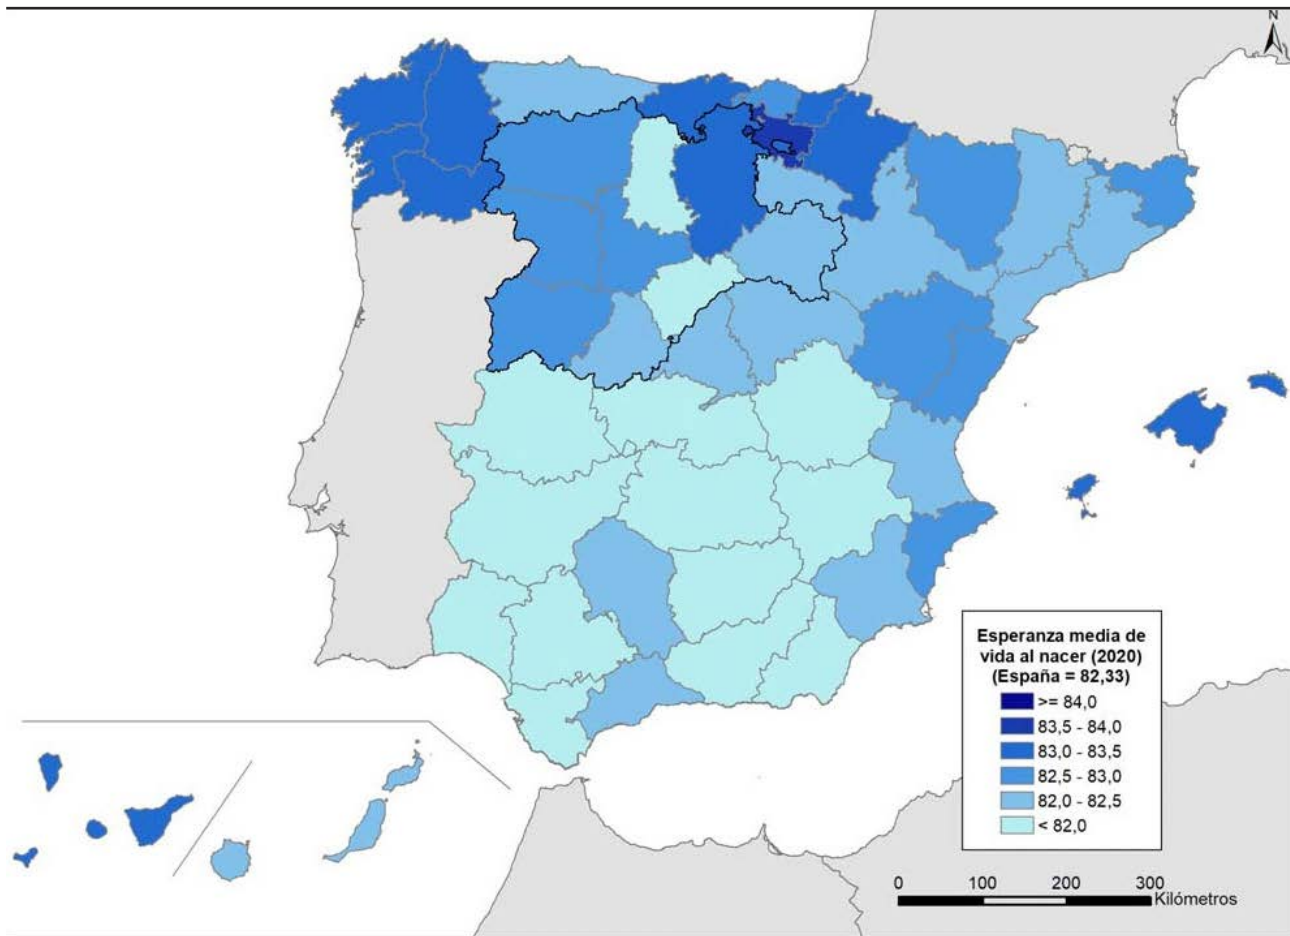 N
Esperanza media de
vida al nacer (2020)
(España = 82,33)
>= 84,0
83,5 - 84,0
83,0 - 83,5
82,5 - 83,0
82,0 - 82,5
< 82,0
0 100 200 300
Kilómetros